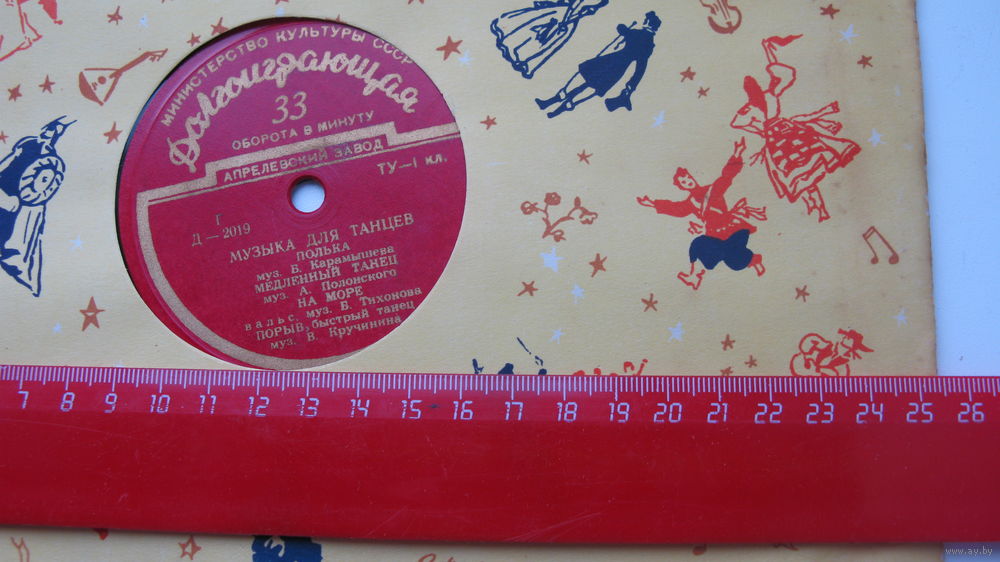 МИНИСТЕРСТВО КУЛЬТУРЫ СССР
Долгоиграющая
33
ОБОРОТА В МИНУТУ
АПРЕЛЕВСКИЙ ЗАВОД
ТУ—1 кл.
I
Д—2019
МУЗЫКА ДЛЯ ТАНЦЕВ
ПОЛЬКА
муз. Б. Карамышева
МЕДЛЕННЫЙ ТАНЕЦ
муз. А. Полонского
НА МОРЕ
вальс, муз. Б. Тихонова
ПОРЫВ, быстрый танец
муз. В. Кручинина
7 8 9 10 11 12 13 14 15 16 17 18 19 20 21 22 23 24 25 26
www.ay.by